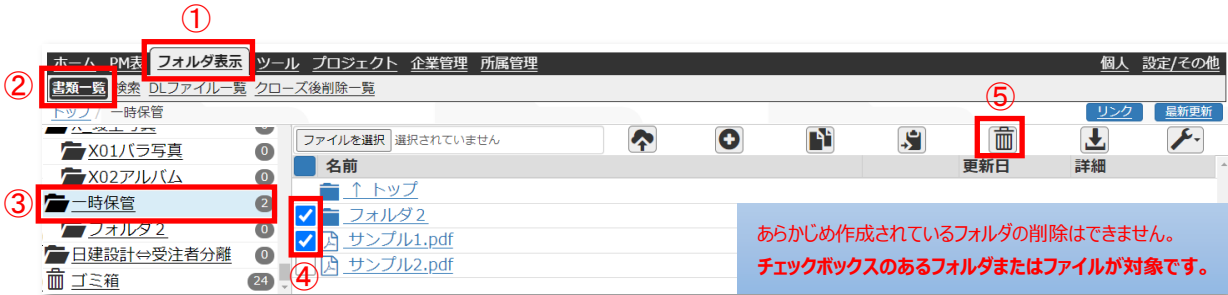 ①
ホーム PM表 フォルダ表示 ツール プロジェクト 企業管理 所属管理 個人 設定/その他
② 書類一覧 検索 DLファイル一覧 クローズ後削除一覧
⑤
トップ / 一時保管 リンク 最新更新
ファイルを選択 選択されていません
X01バラ写真 0
名前 更新日 詳細
X02アルバム 0
↑ トップ
③ 一時保管 2
フォルダ2
フォルダ2 0
サンプル1.pdf
日建設計⇔受注者分離 0
サンプル2.pdf
④
ゴミ箱 24
あらかじめ作成されているフォルダの削除はできません。
チェックボックスのあるフォルダまたはファイルが対象です。